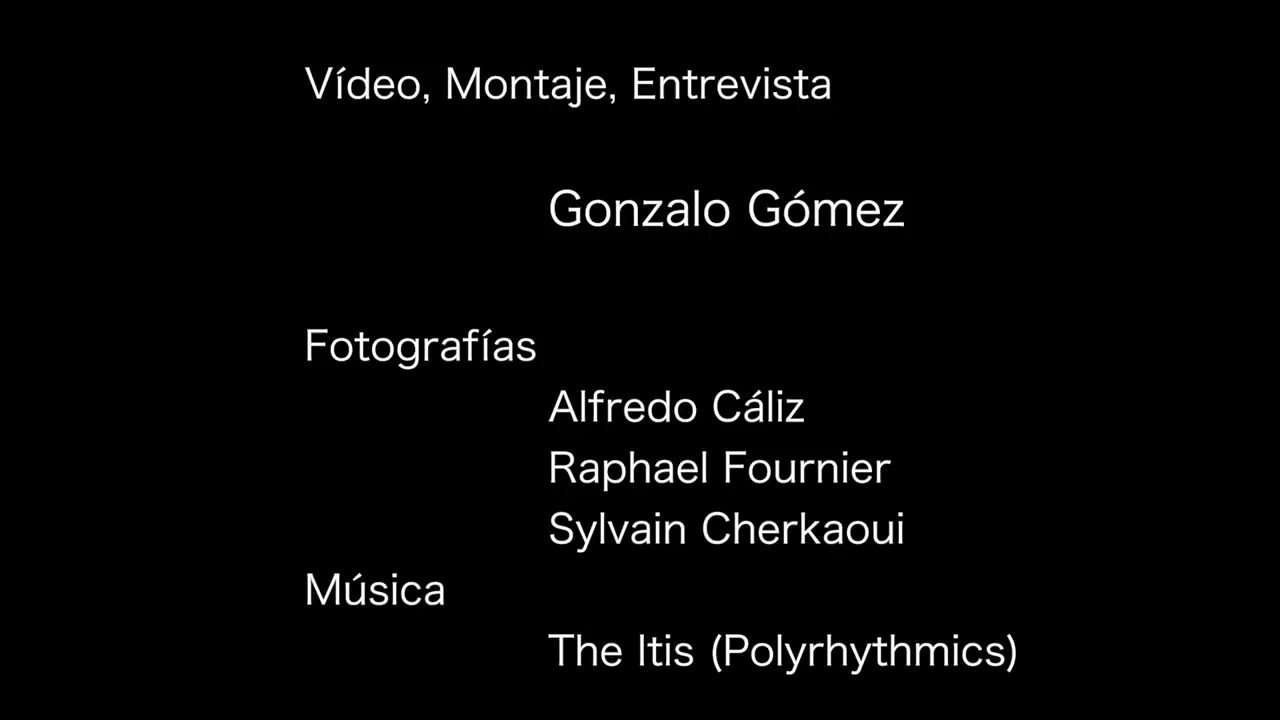 Vídeo, Montaje, Entrevista
Gonzalo Gómez
Fotografías
Alfredo Cáliz
Raphael Fournier
Sylvain Cherkaoui
Música
The Itis (Polyrhythmics)